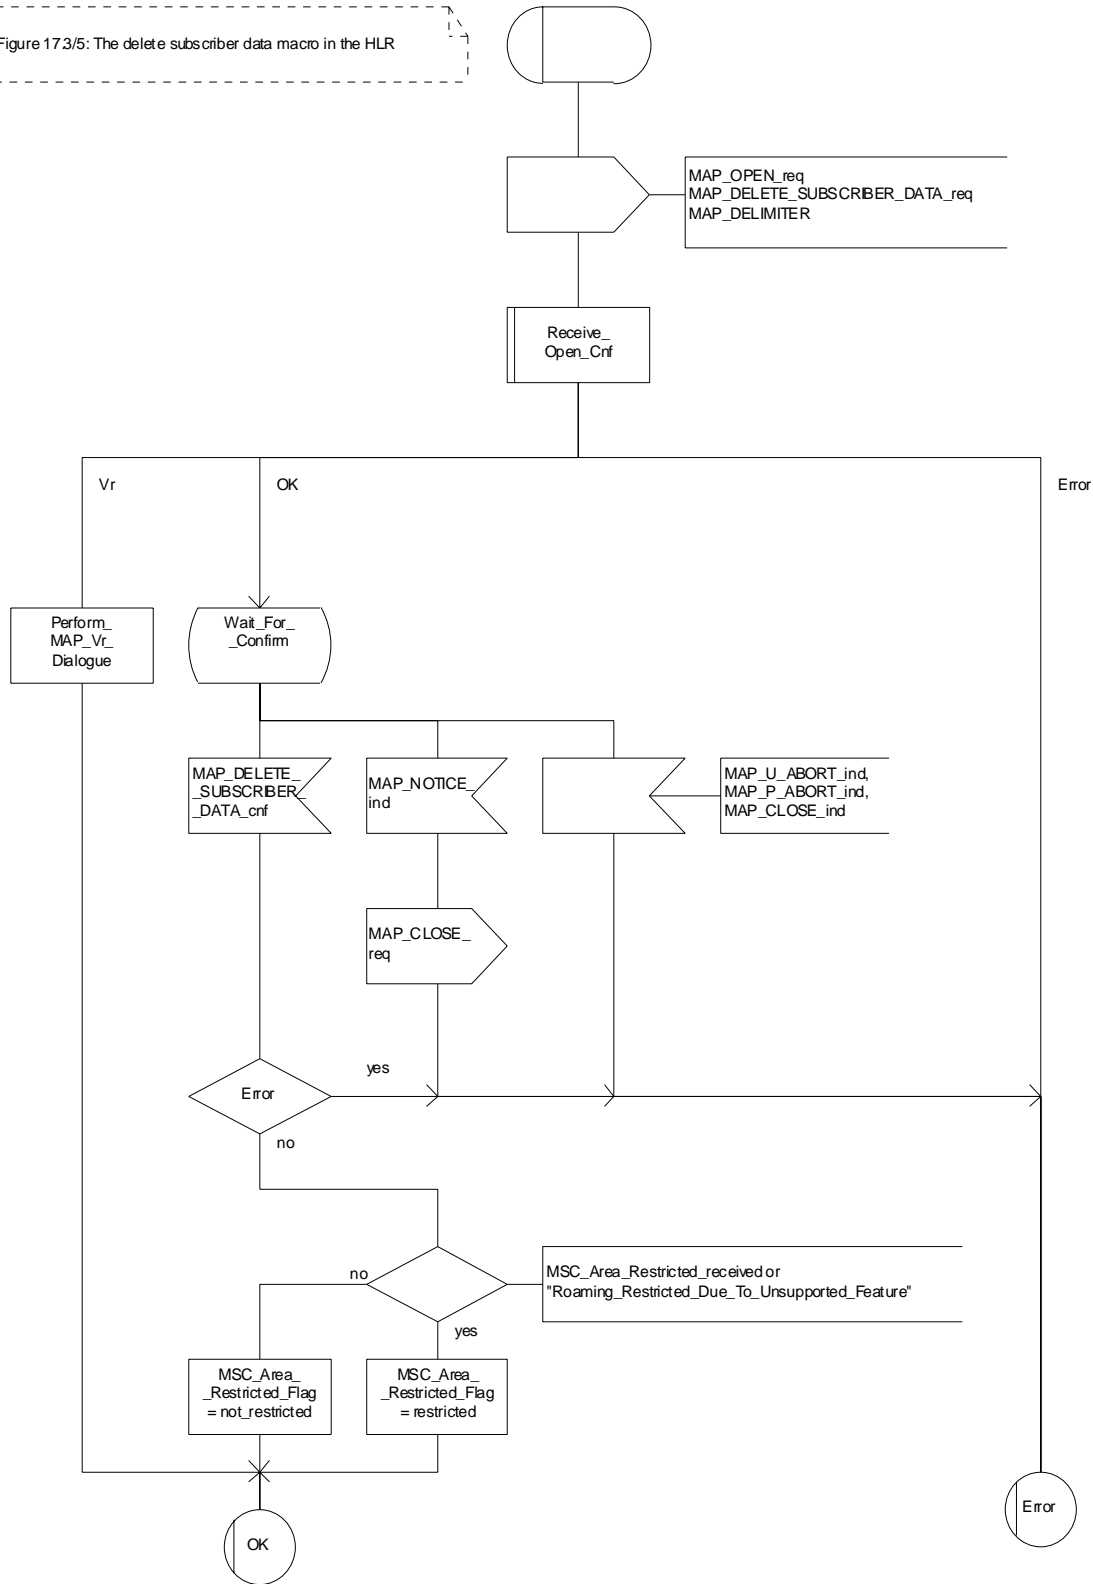 Figure 17.3/5: The delete subscriber data macro in the HLR
MAP_OPEN_req
MAP_DELETE_SUBSCRIBER_DATA_req
MAP_DELIMITER
Receive_
Open_Cnf
Vr
OK
Error
Perform_
MAP_Vr_
Dialogue
Wait_For_
_Confirm
MAP_DELETE_
_SUBSCRIBER_
_DATA_cnf
MAP_NOTICE_
ind
MAP_U_ABORT_ind,
MAP_P_ABORT_ind,
MAP_CLOSE_ind
MAP_CLOSE_
req
yes
Error
no
no
MSC_Area_Restricted_received or
"Roaming_Restricted_Due_To_Unsupported_Feature"
yes
MSC_Area_
_Restricted_Flag
= not_restricted
MSC_Area_
_Restricted_Flag
= restricted
Error
OK